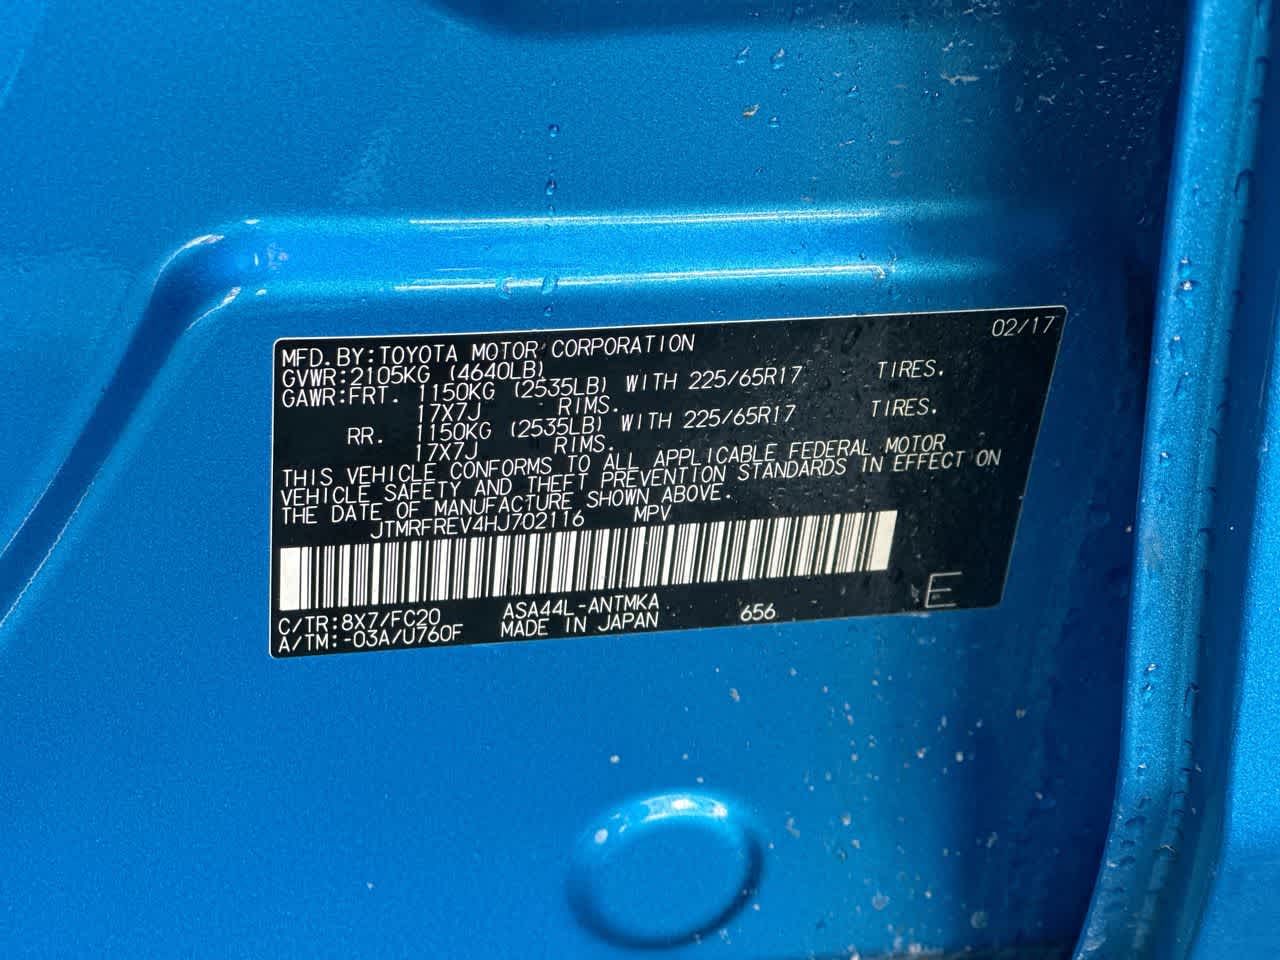 02/17
MFD.BY:TOYOTA MOTOR CORPORATION
GVWR:2105KG (4640LB)
GAWR:FRT. 1150KG (2535LB) WITH 225/65R17 TIRES.
17X7J RIMS.
RR. 1150KG (2535LB) WITH 225/65R17 TIRES.
17X7J RIMS.
THIS VEHICLE CONFORMS TO ALL APPLICABLE FEDERAL MOTOR
VEHICLE SAFETY AND THEFT PREVENTION STANDARDS IN EFFECT ON
THE DATE OF MANUFACTURE SHOWN ABOVE.
JTMRFREV4HJ702116 MPV
C/TR:8X7/FC20 ASA44L-ANTMKA 656 E
A/TM:-03A/U760F MADE IN JAPAN